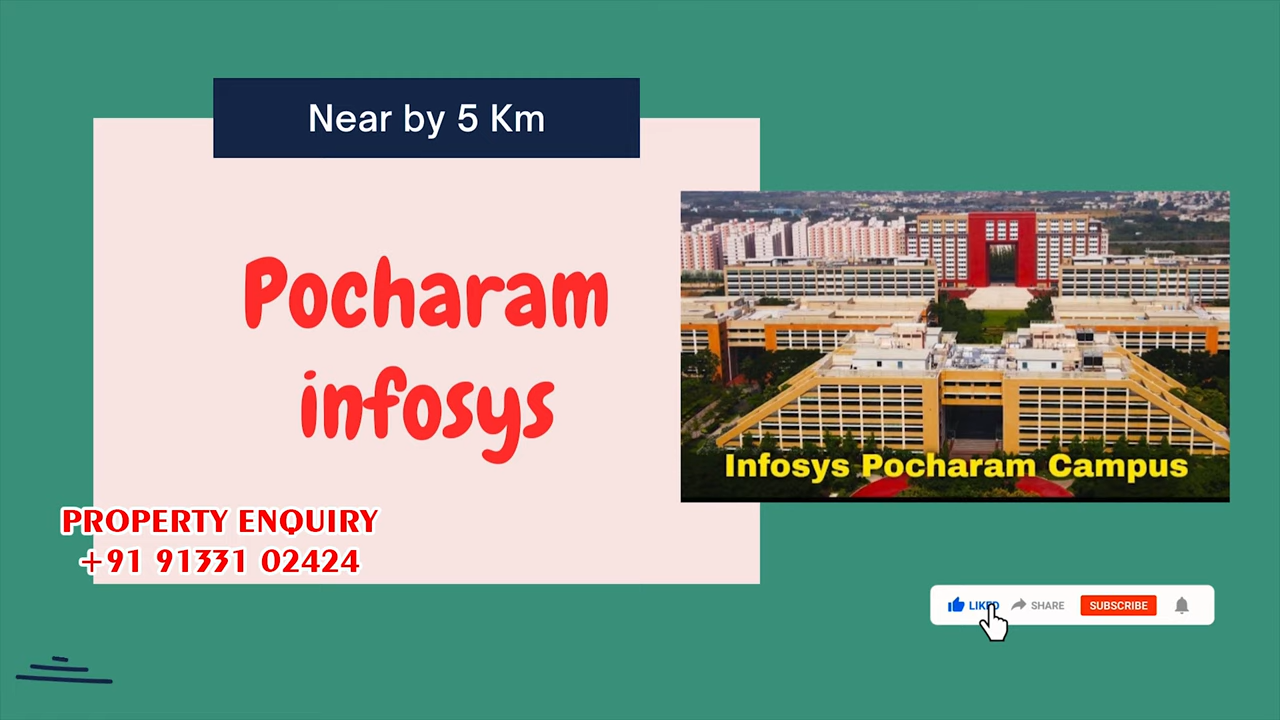 Near by 5 Km
Pocharam
infosys
Infosys Pocharam Campus
PROPERTY ENQUIRY
+91 91331 02424
LIKED SHARE SUBSCRIBE